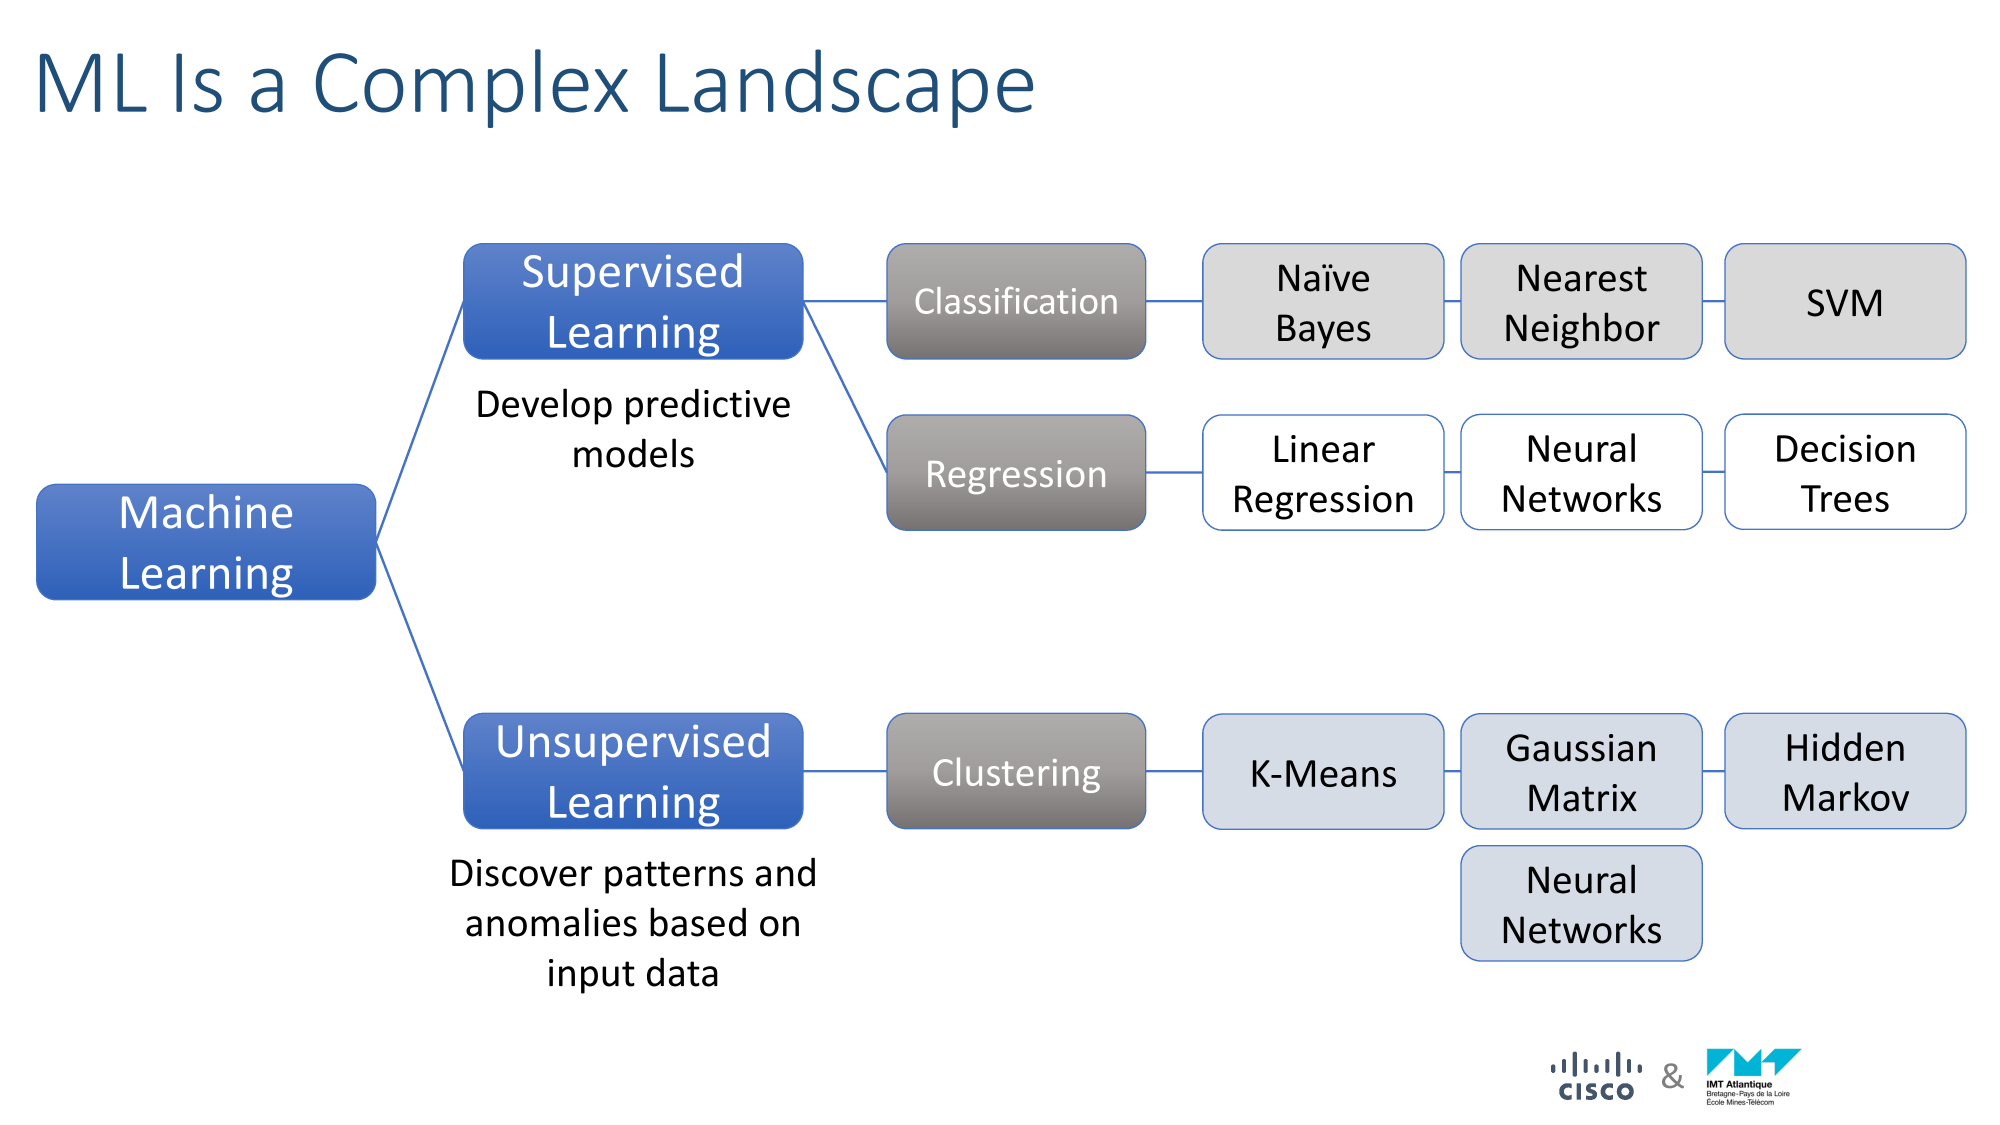 ML Is a Complex Landscape
Supervised
Learning
Develop predictive
models
Classification
Naïve
Bayes
Nearest
Neighbor
SVM
Regression
Linear
Regression
Neural
Networks
Decision
Trees
Machine
Learning
Unsupervised
Learning
Discover patterns and
anomalies based on
input data
Clustering
K-Means
Gaussian
Matrix
Hidden
Markov
Neural
Networks
CISCO
&
IMT Atlantique
Bretagne-Pays de la Loire
École Mines-Télécom